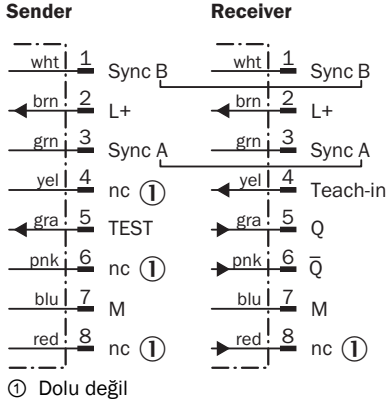 Sender Receiver
wht 1 Sync B wht 1 Sync B
brn 2 L+ brn 2 L+
grn 3 Sync A grn 3 Sync A
yel 4 nc ① yel 4 Teach-in
gra 5 TEST gra 5 Q
pnk 6 nc ① pnk 6 Q̅
blu 7 M blu 7 M
red 8 nc ① red 8 nc ①
① Dolu değil